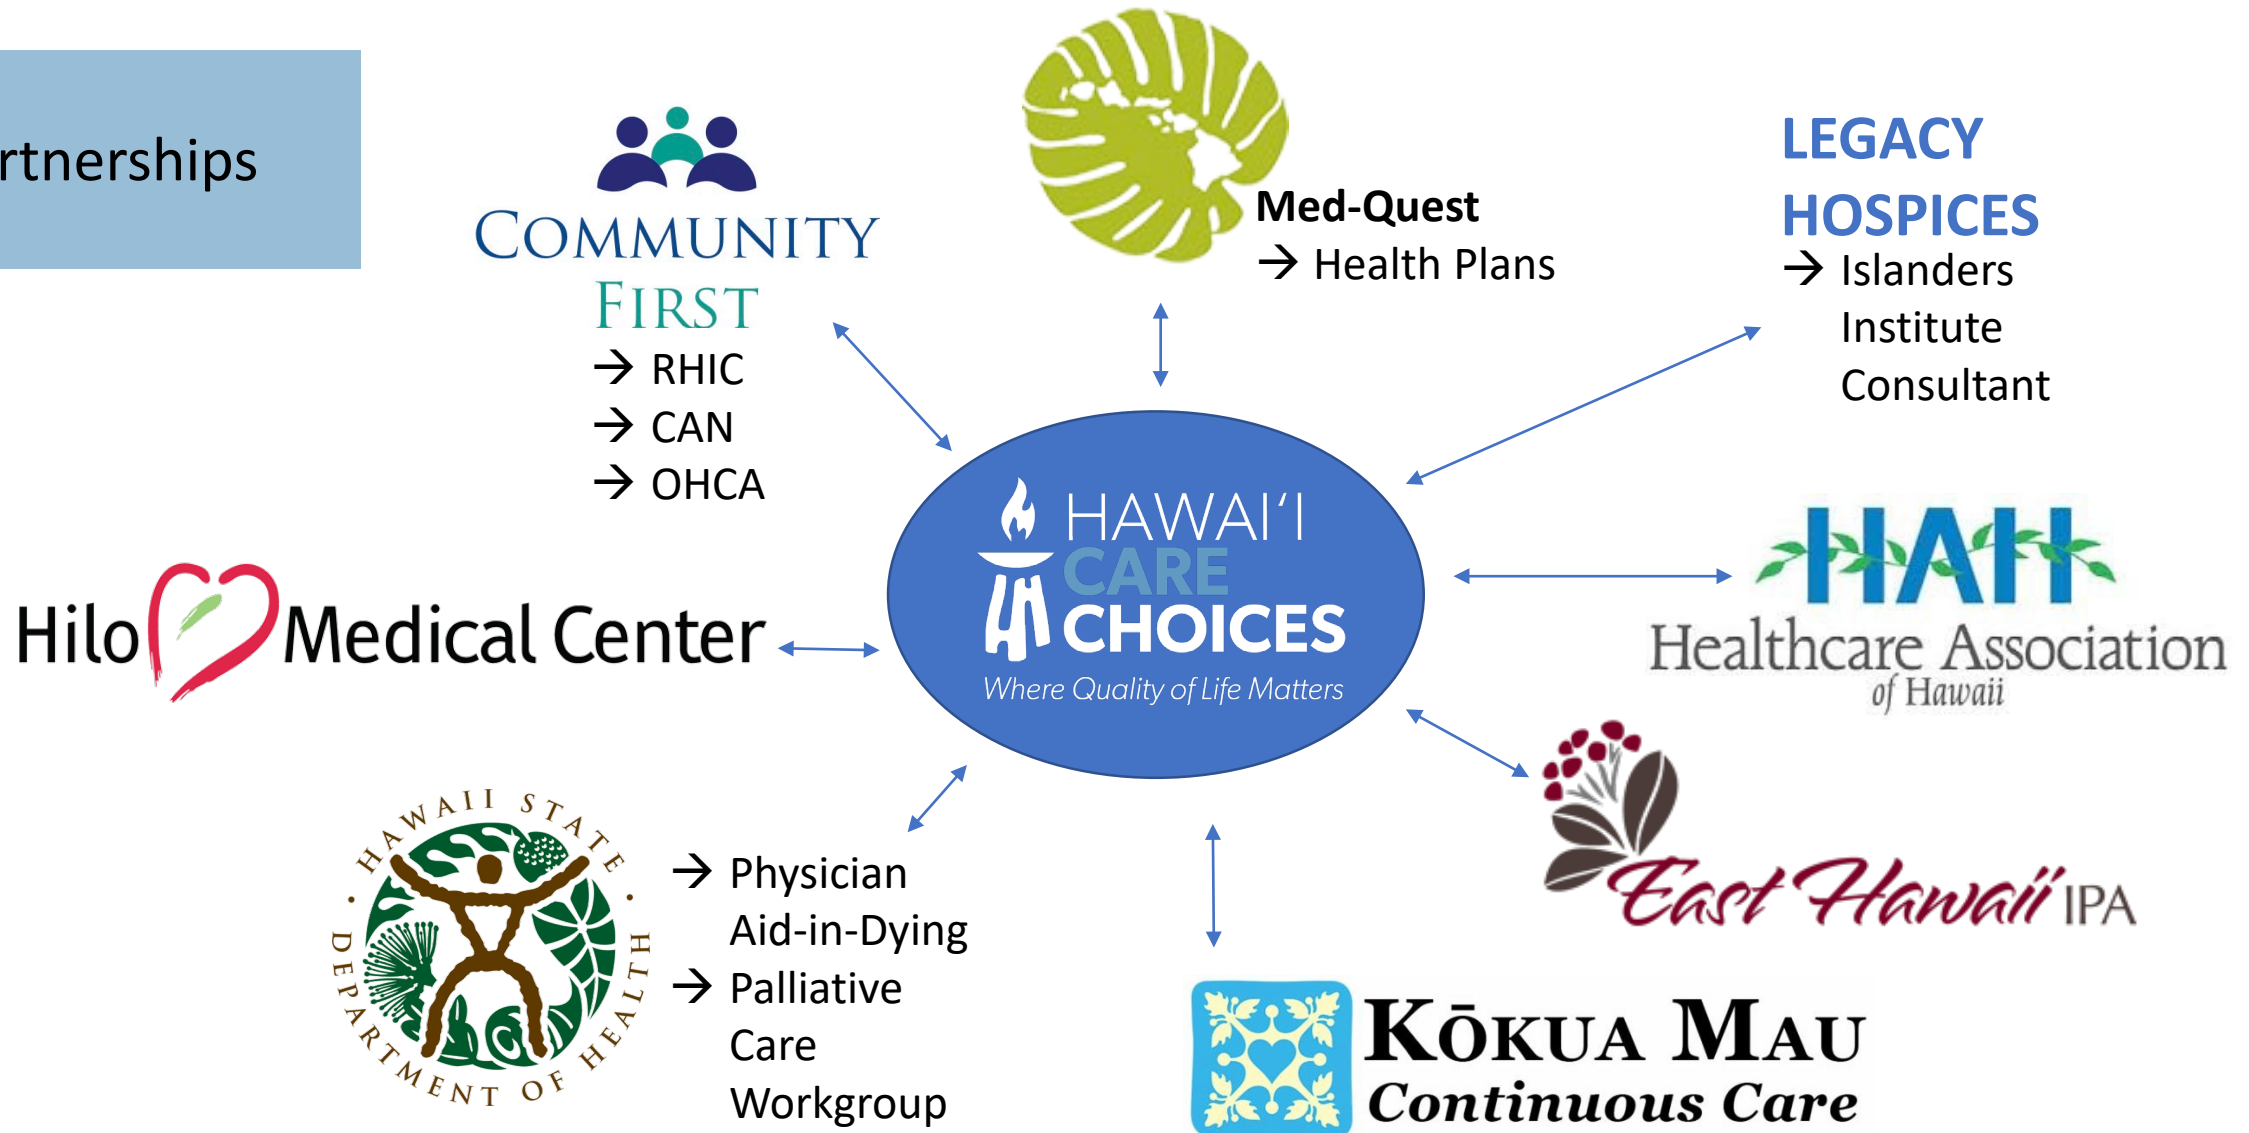 rtnerships
COMMUNITY
FIRST
→ RHIC
→ CAN
→ OHCA
Med-Quest
→ Health Plans
LEGACY
HOSPICES
→ Islanders
Institute
Consultant
HAWAIʻI
CARE
CHOICES
Where Quality of Life Matters
Hilo Medical Center
HAH
Healthcare Association
of Hawaii
East Hawaii IPA
HAWAII STATE
DEPARTMENT OF HEALTH
→ Physician
Aid-in-Dying
→ Palliative
Care
Workgroup
KŌKUA MAU
Continuous Care